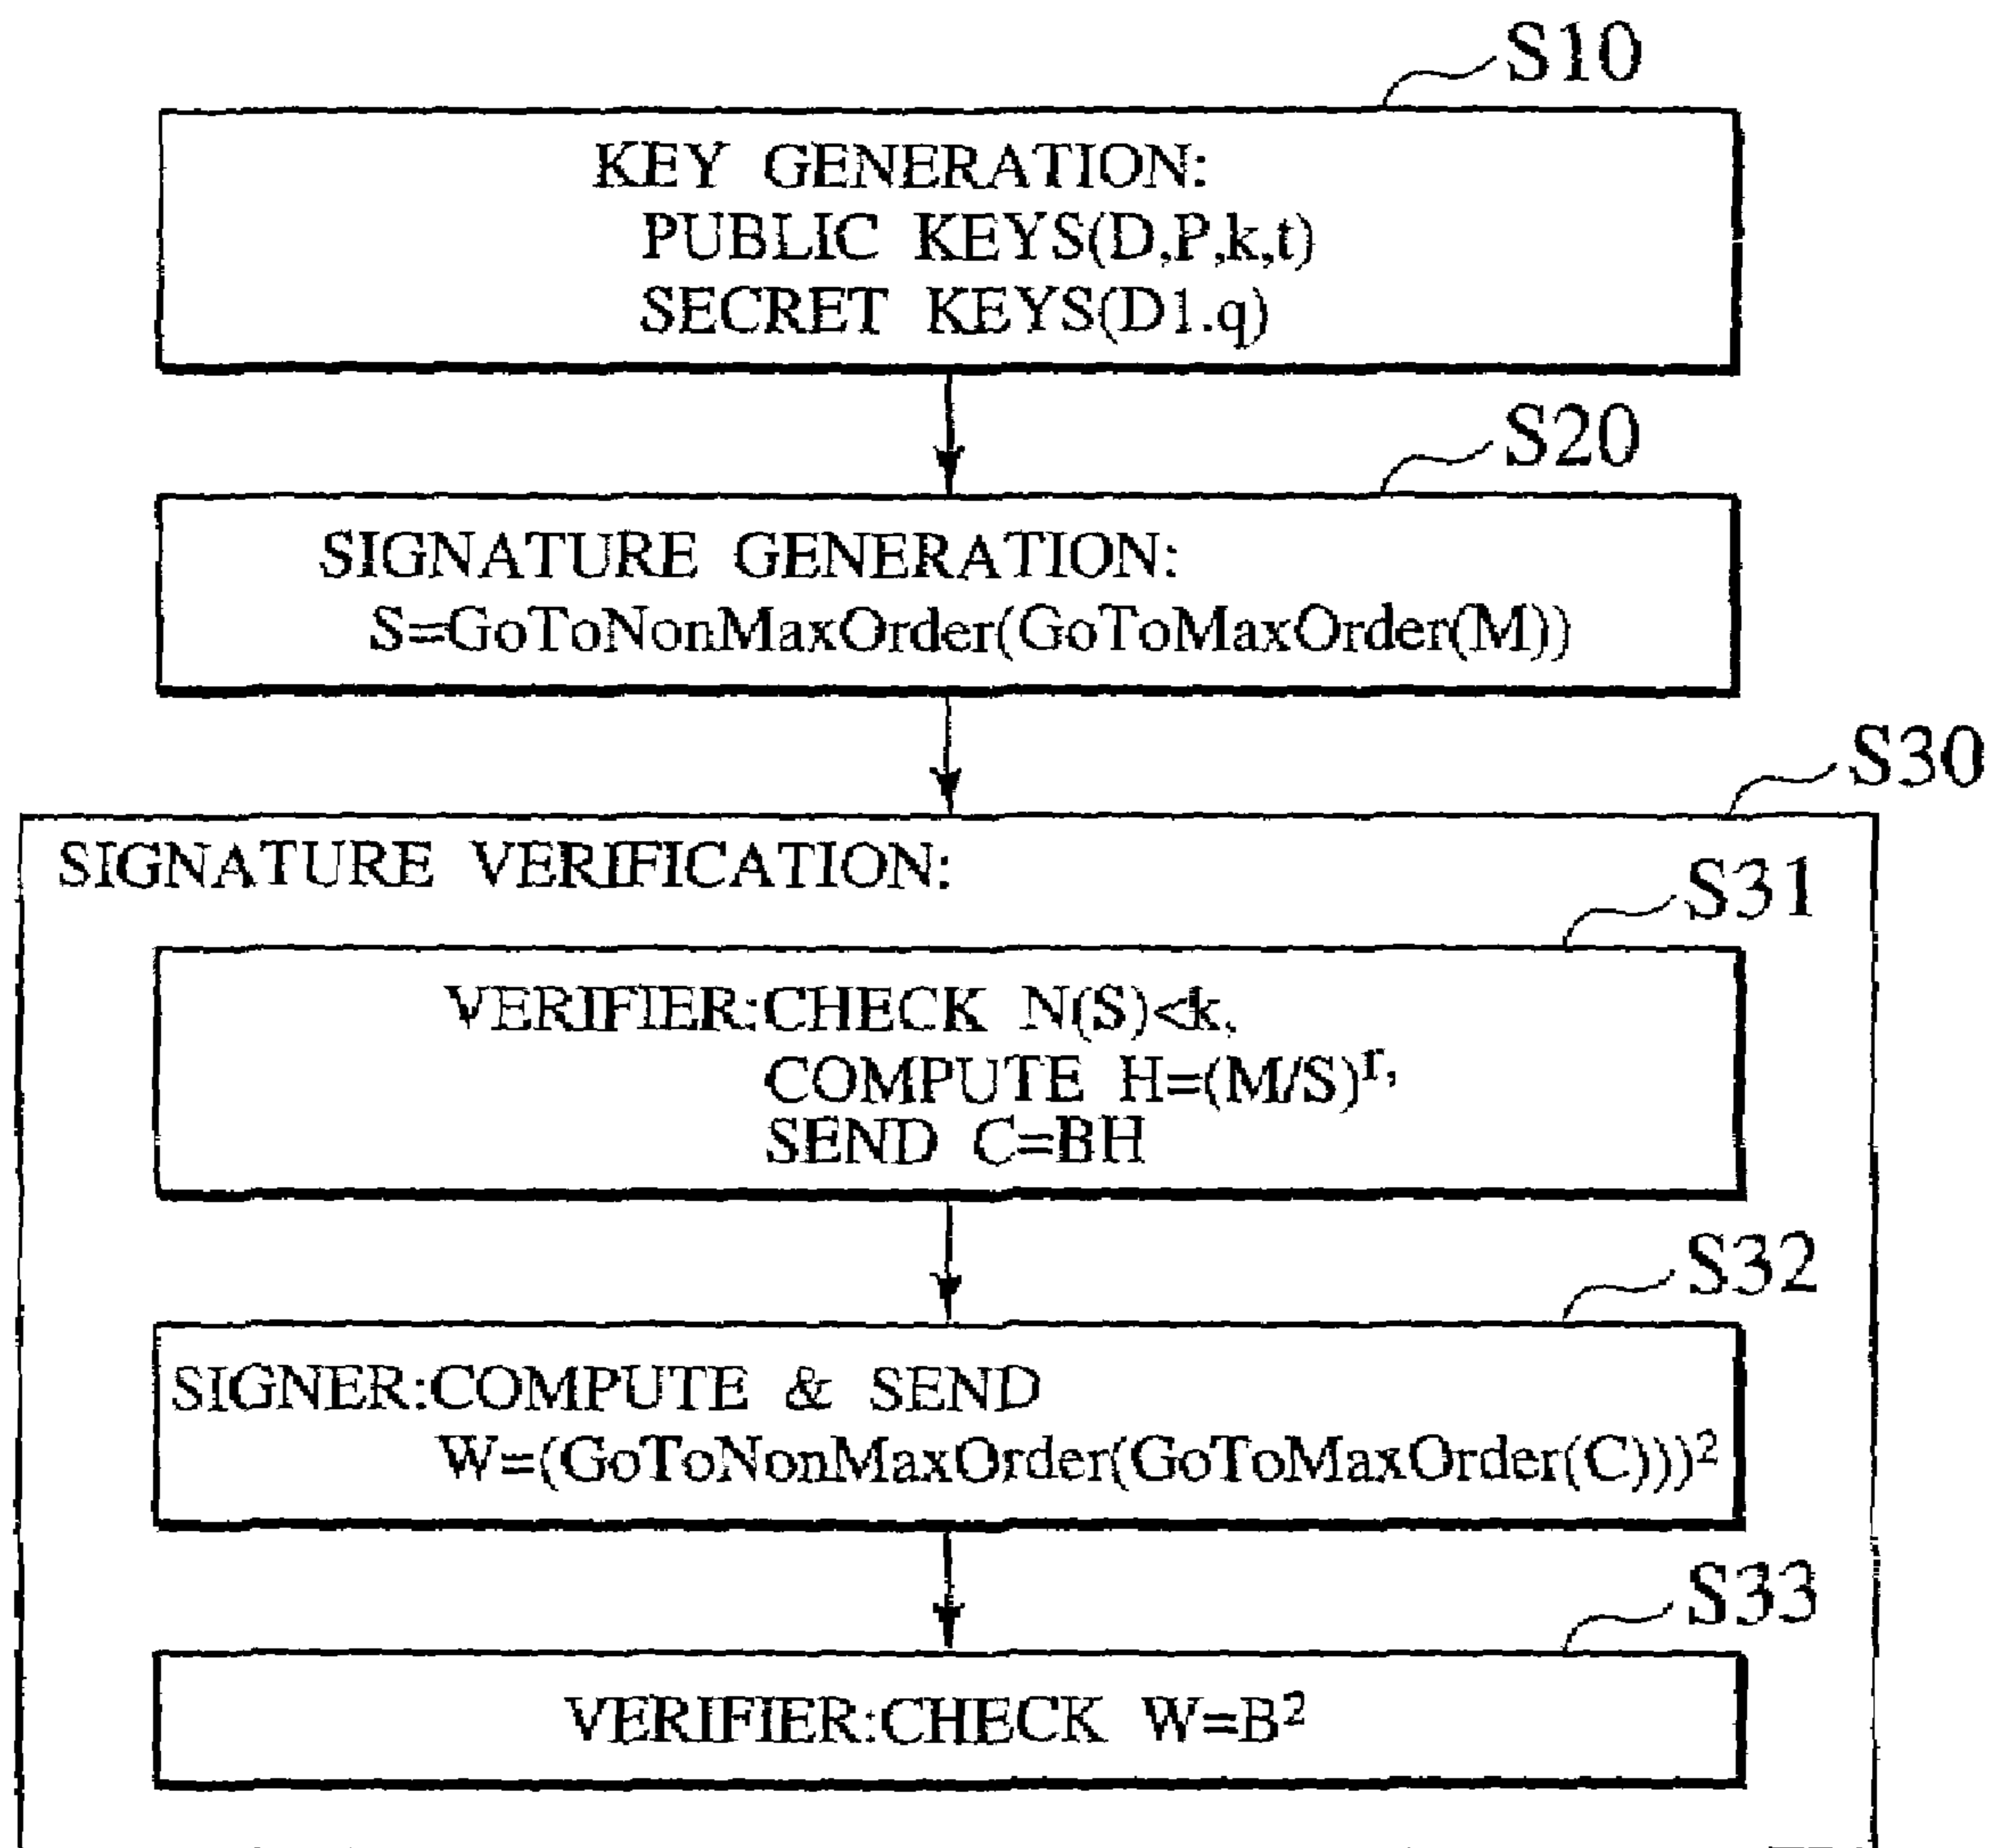 S10
KEY GENERATION:
PUBLIC KEYS(D,P,k,t)
SECRET KEYS(D1.q)
S20
SIGNATURE GENERATION:
S=GoToNonMaxOrder(GoToMaxOrder(M))
S30
SIGNATURE VERIFICATION:
S31
VERIFIER:CHECK N(S)<k,
COMPUTE H=(M/S)^r,
SEND C=BH
S32
SIGNER:COMPUTE & SEND
W=(GoToNonMaxOrder(GoToMaxOrder(C)))²
S33
VERIFIER:CHECK W=B²